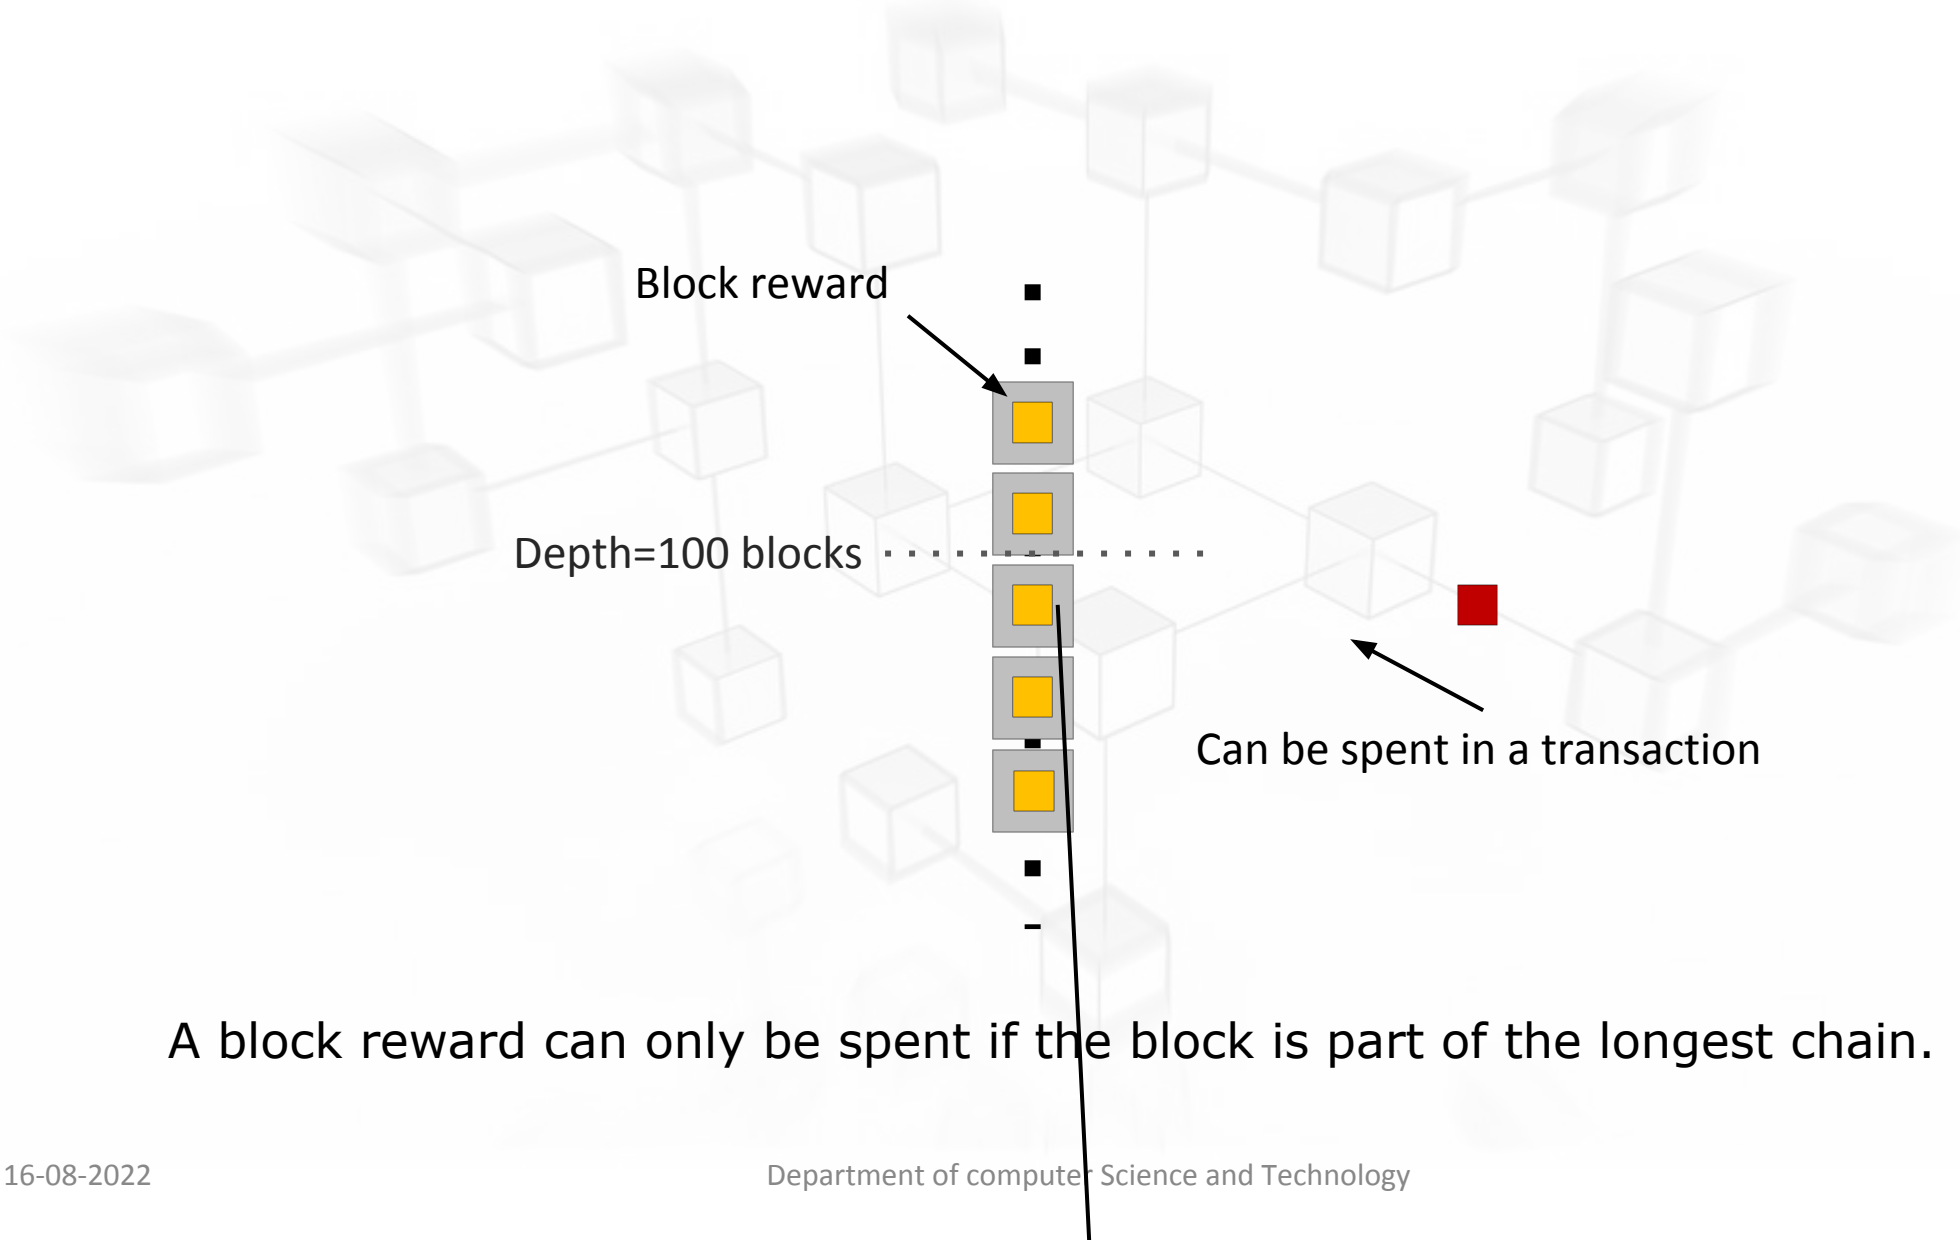 Block reward
Depth=100 blocks
Can be spent in a transaction
A block reward can only be spent if the block is part of the longest chain.
16-08-2022
Department of computer Science and Technology